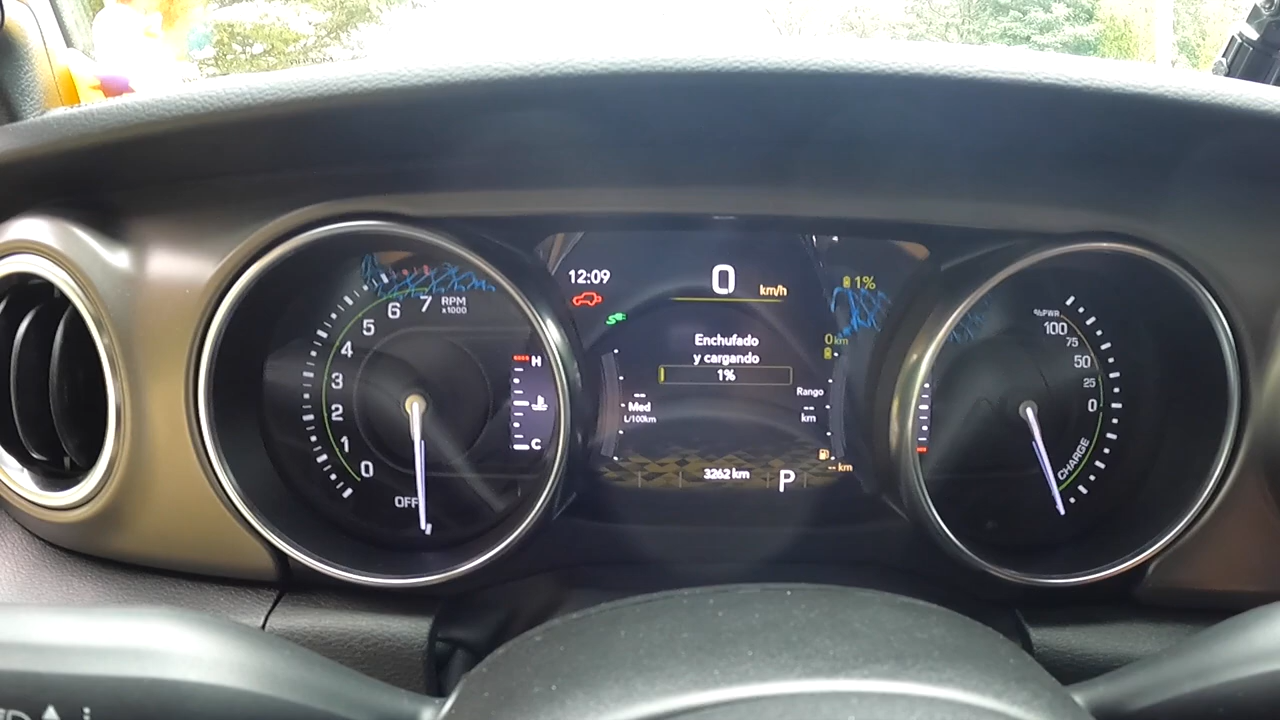 12:09
0
km/h
1%
0 km
Enchufado
y cargando
1%
--
Med
L/100km
Rango
--
km
-- km
3262 km
P
7
6
5
4
3
2
1
0
OFF
RPM
x1000
H
C
%PWR
100
75
50
25
0
CHARGE